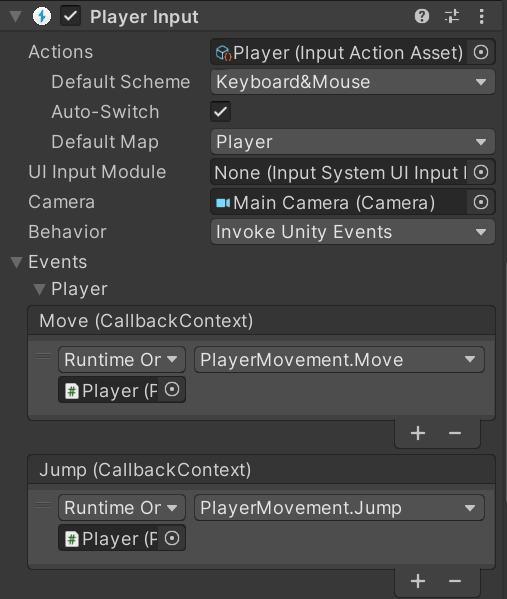 Player Input
Actions Player (Input Action Asset)
Default Scheme Keyboard&Mouse
Auto-Switch
Default Map Player
UI Input Module None (Input System UI Input
Camera Main Camera (Camera)
Behavior Invoke Unity Events
Events
Player
Move (CallbackContext)
Runtime Or PlayerMovement.Move
# Player (P
+ −
Jump (CallbackContext)
Runtime Or PlayerMovement.Jump
# Player (P
+ −